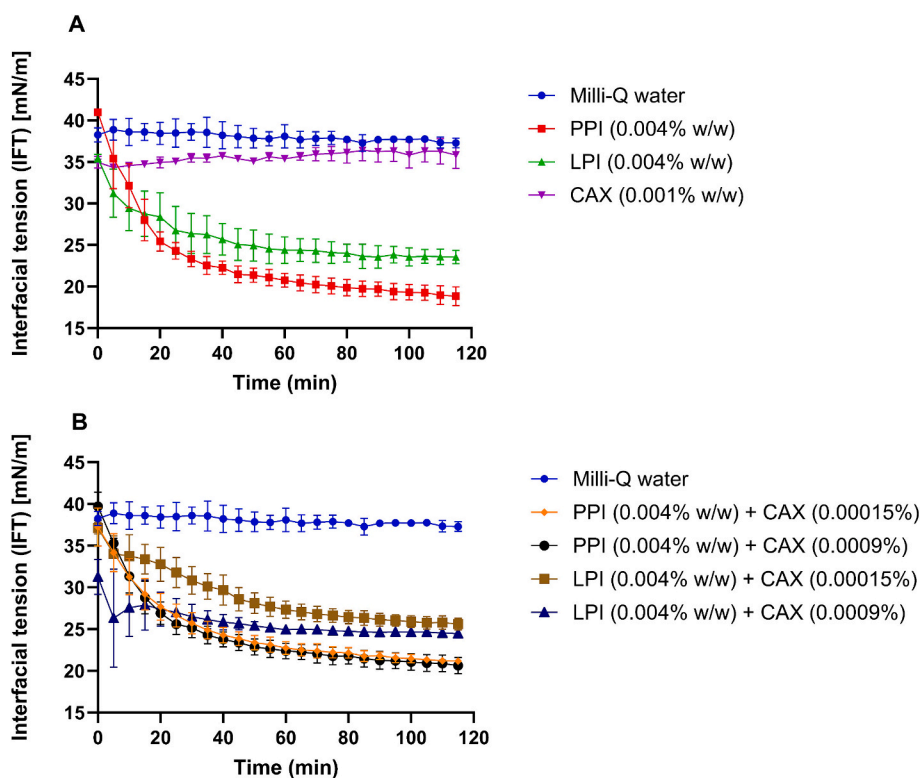 A
Interfacial tension (IFT) [mN/m]
45
40
35
30
25
20
15
0 20 40 60 80 100 120
Time (min)
Milli-Q water
PPI (0.004% w/w)
LPI (0.004% w/w)
CAX (0.001% w/w)
B
Interfacial tension (IFT) [mN/m]
45
40
35
30
25
20
15
0 20 40 60 80 100 120
Time (min)
Milli-Q water
PPI (0.004% w/w) + CAX (0.00015%)
PPI (0.004% w/w) + CAX (0.0009%)
LPI (0.004% w/w) + CAX (0.00015%)
LPI (0.004% w/w) + CAX (0.0009%)